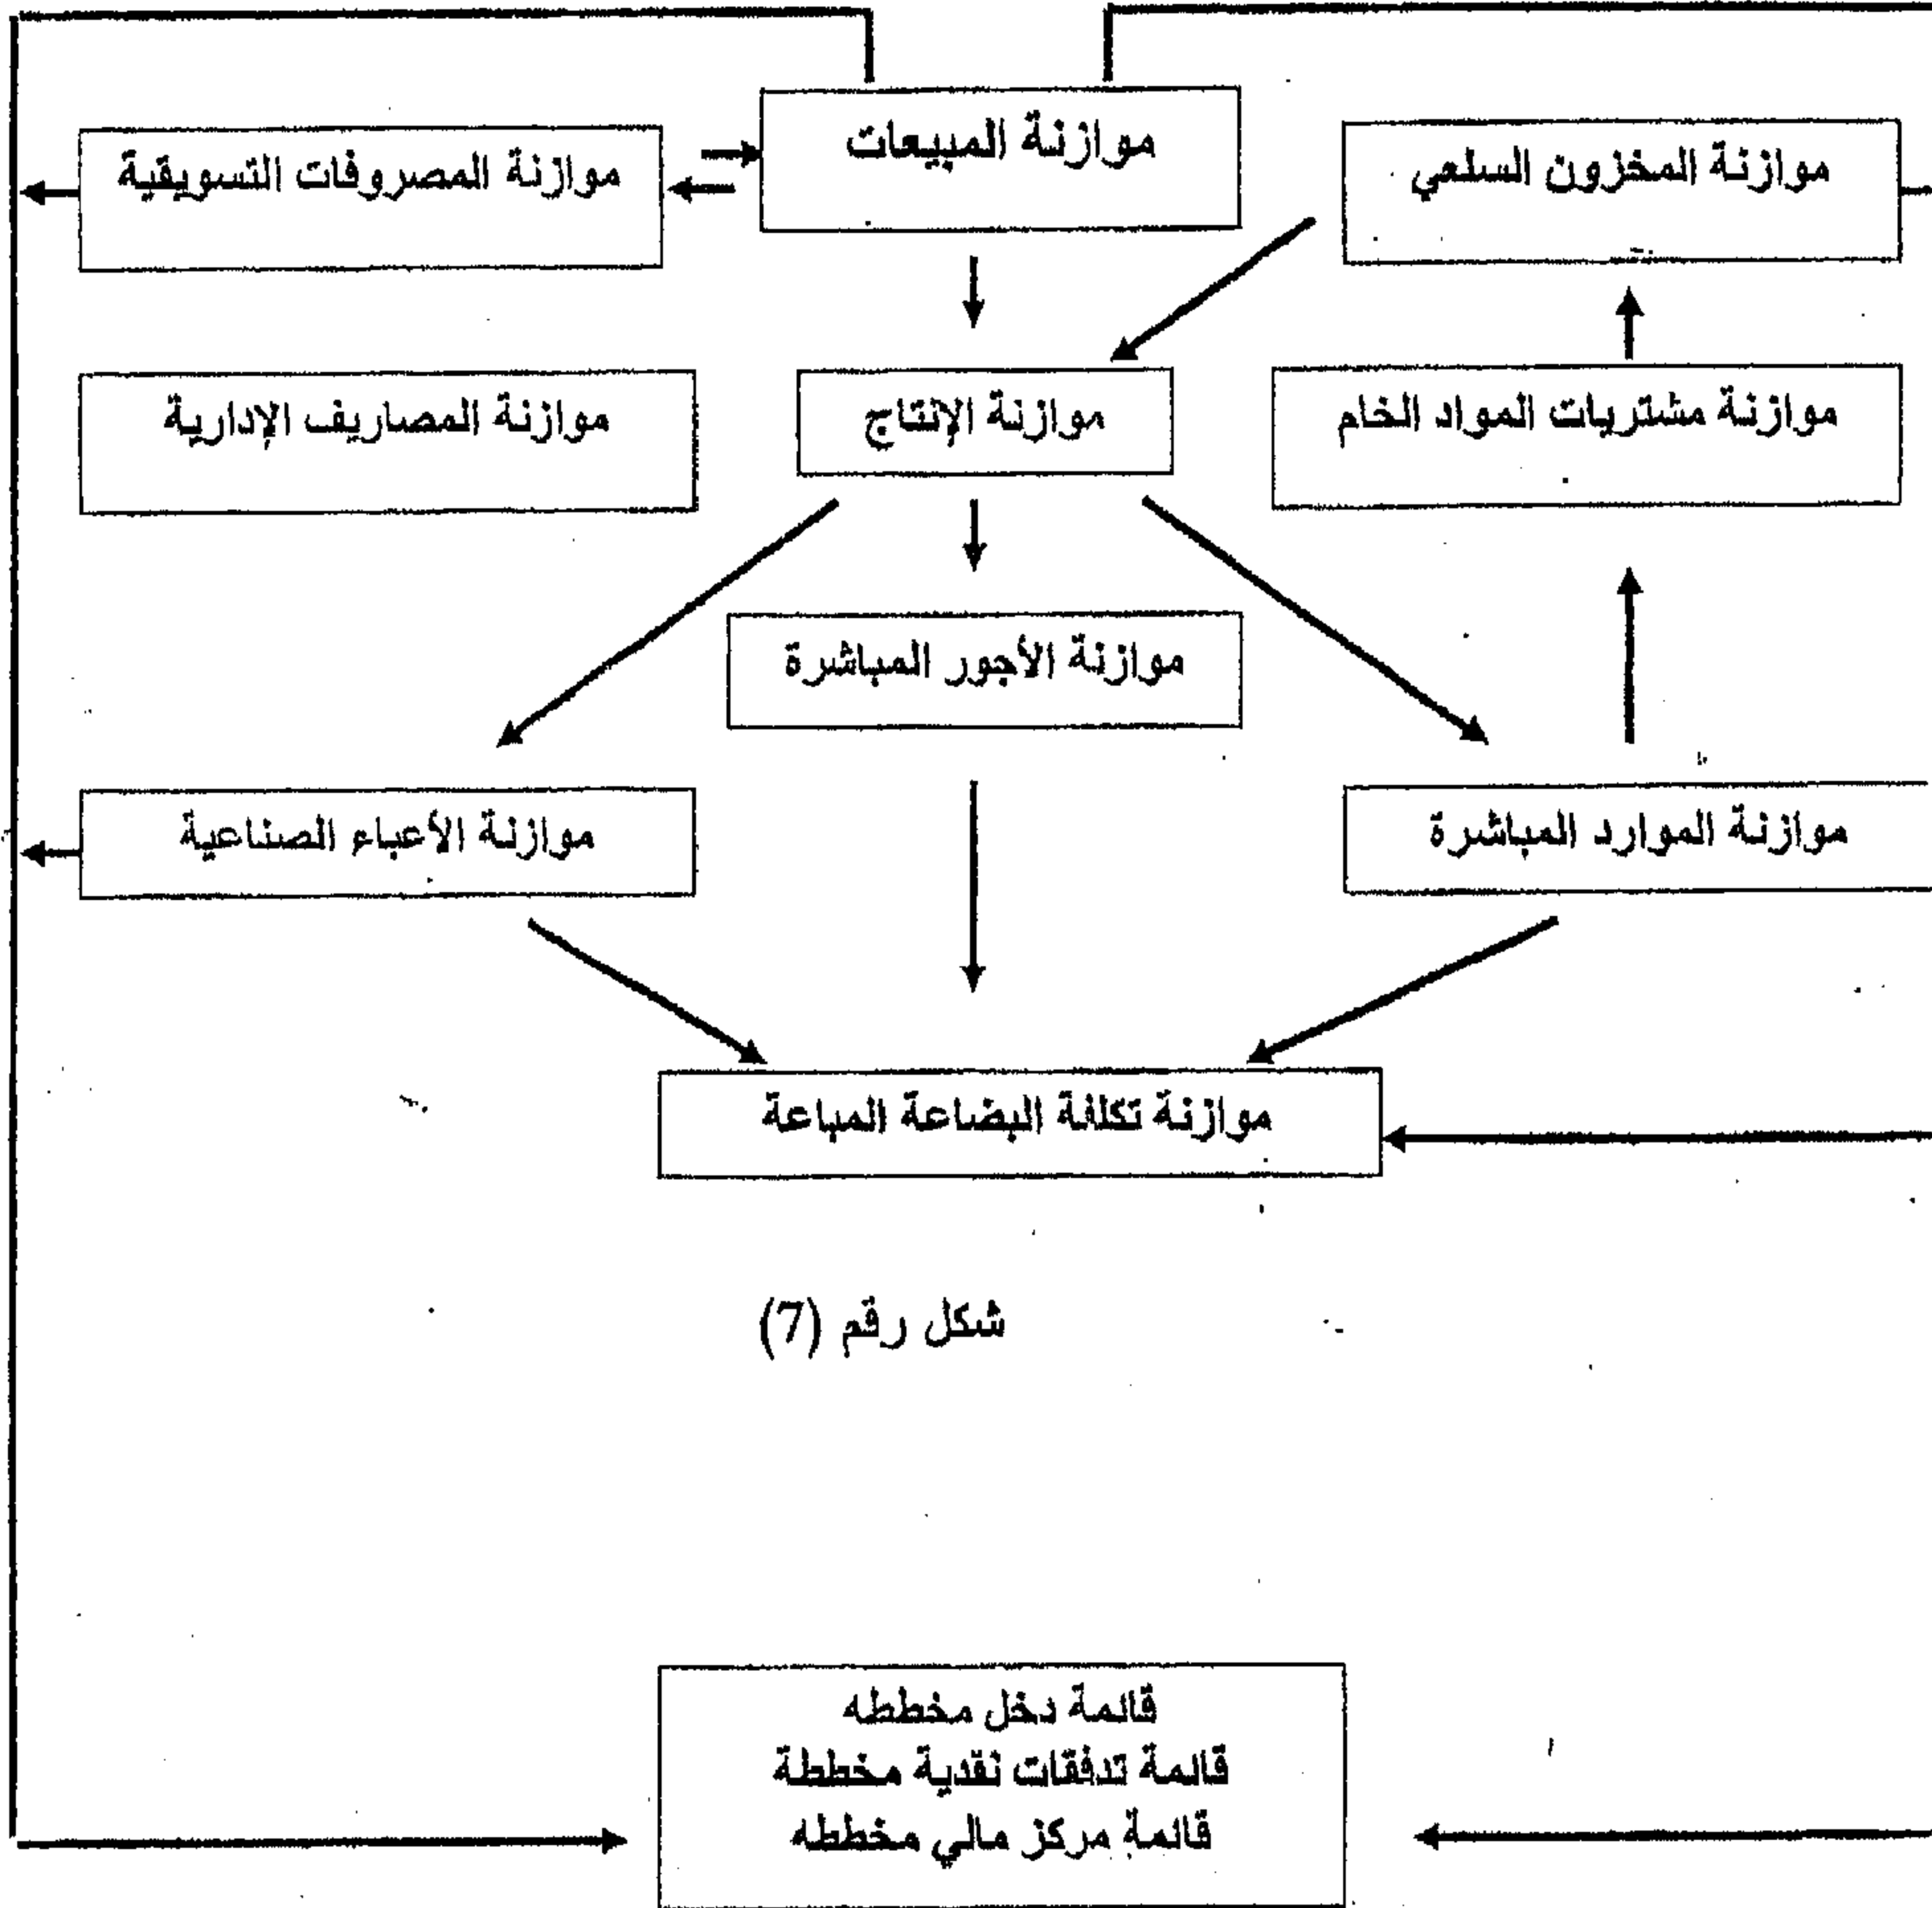 موازنة المخزون السلعي
موازنة المبيعات
موازنة المصروفات التسويقية
موازنة مشتريات المواد الخام
موازنة الإنتاج
موازنة المصاريف الإدارية
موازنة الأجور المباشرة
موازنة الموارد المباشرة
موازنة الأعباء الصناعية
موازنة تكلفة البضاعة المباعة
شكل رقم (7)
قائمة دخل مخططه
قائمة تدفقات نقدية مخططة
قائمة مركز مالي مخططه